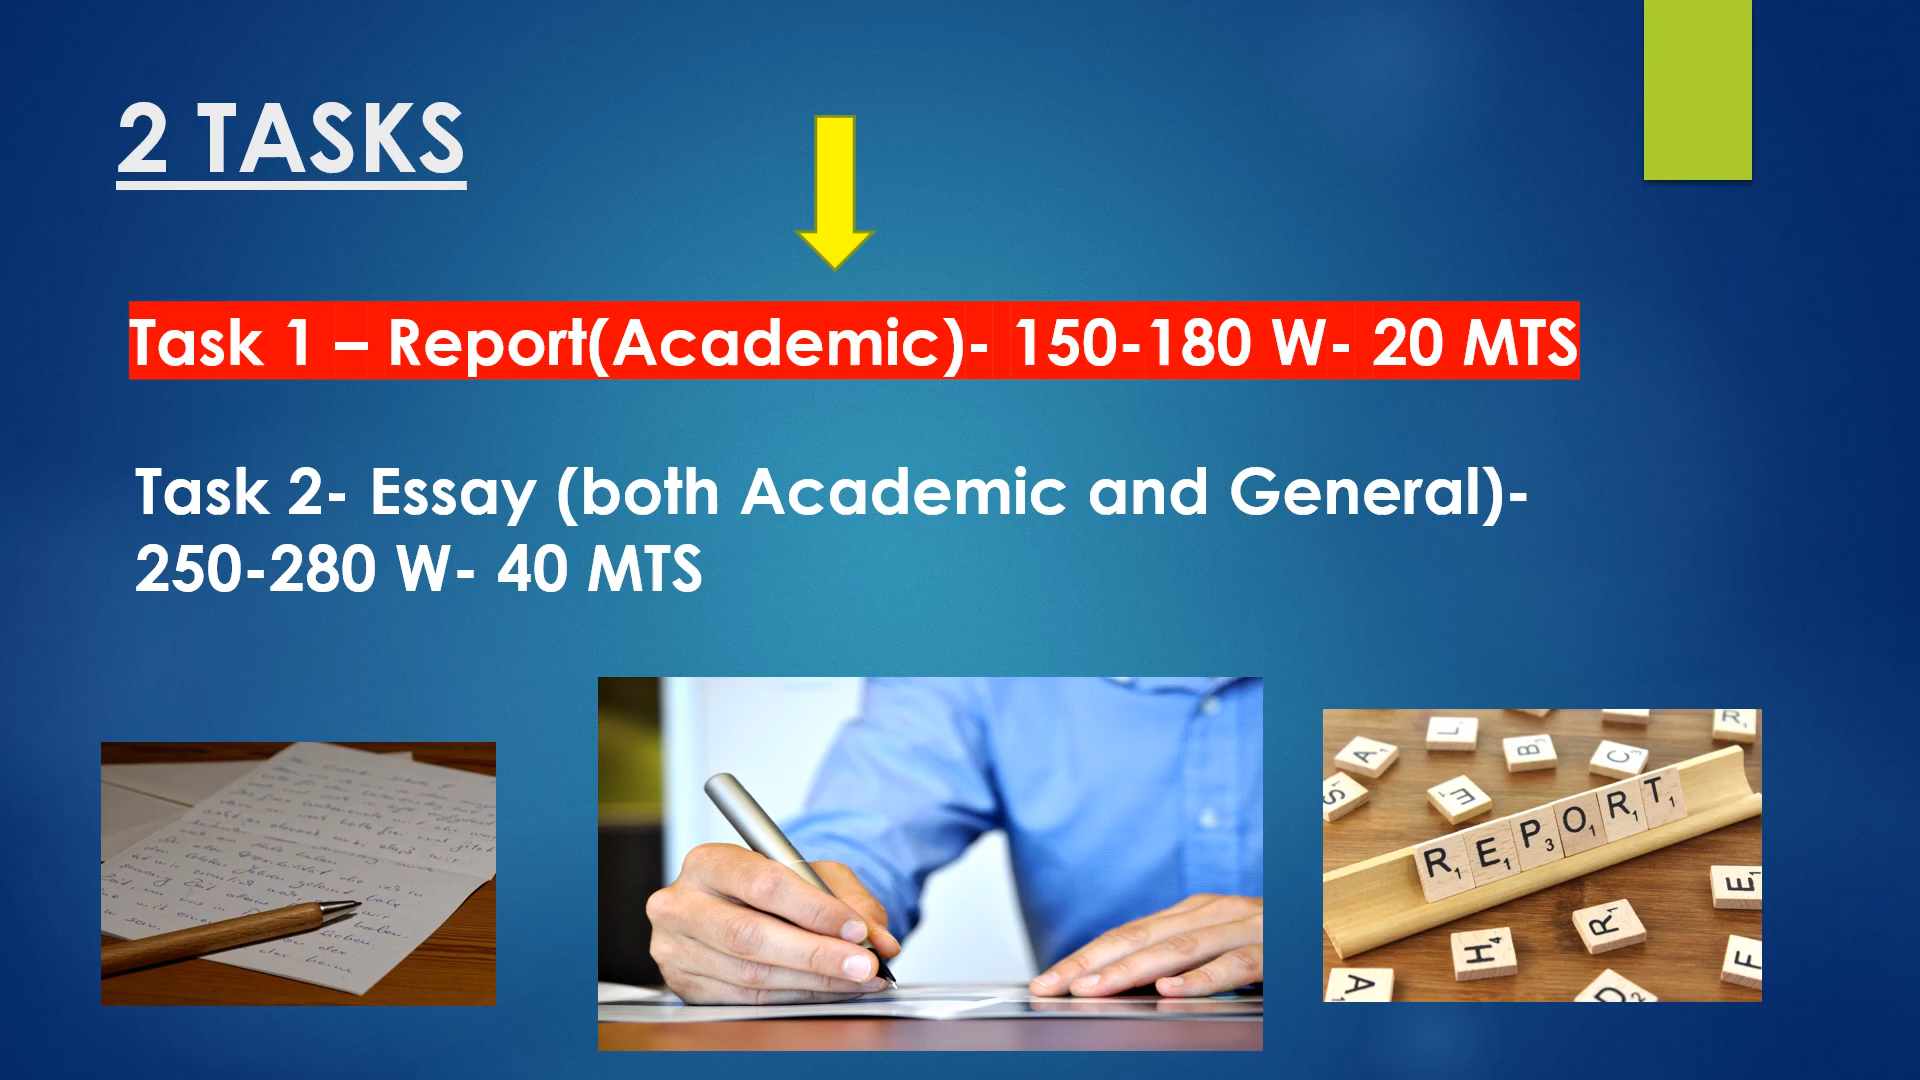 2 TASKS
Task 1 – Report(Academic)- 150-180 W- 20 MTS
Task 2- Essay (both Academic and General)-
250-280 W- 40 MTS
REPORT